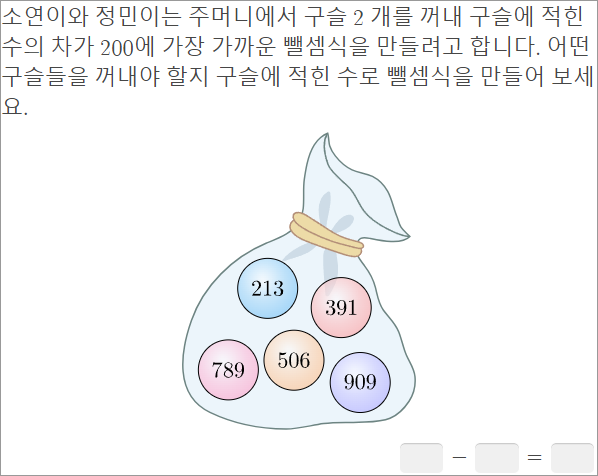 소연이와 정민이는 주머니에서 구슬 2 개를 꺼내 구슬에 적힌
수의 차가 200에 가장 가까운 뺄셈식을 만들려고 합니다. 어떤
구슬들을 꺼내야 할지 구슬에 적힌 수로 뺄셈식을 만들어 보세
요.
213
391
789
506
909
− =